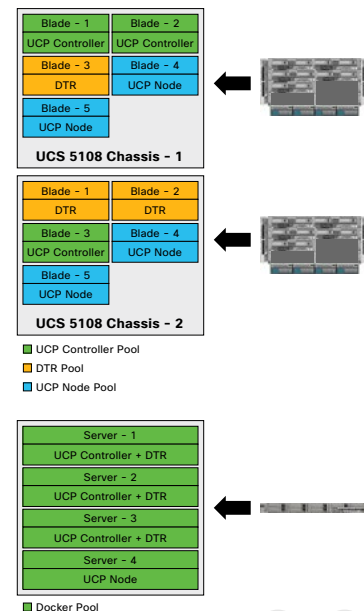 Blade - 1 Blade - 2
UCP Controller UCP Controller
Blade - 3 Blade - 4
DTR UCP Node
Blade - 5
UCP Node
UCS 5108 Chassis - 1
Blade - 1 Blade - 2
DTR DTR
Blade - 3 Blade - 4
UCP Controller UCP Node
Blade - 5
UCP Node
UCS 5108 Chassis - 2
UCP Controller Pool
DTR Pool
UCP Node Pool
Server - 1
UCP Controller + DTR
Server - 2
UCP Controller + DTR
Server - 3
UCP Controller + DTR
Server - 4
UCP Node
Docker Pool